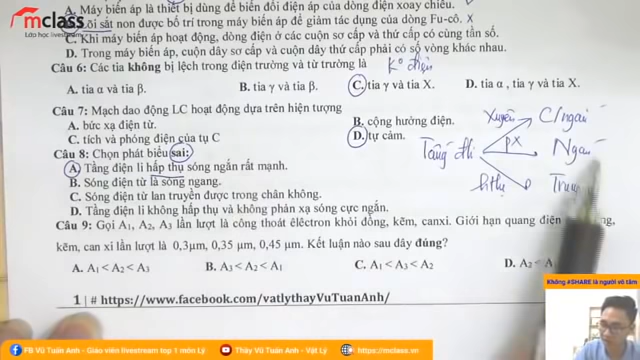 mclass
Lớp học livestream
A. Máy biến áp là thiết bị dùng để biến đổi điện áp của dòng điện xoay chiều.
Lõi sắt non được bố trí trong máy biến áp để giảm tác dụng của dòng Fu-cô. X
C. Khi máy biến áp hoạt động, dòng điện ở các cuộn sơ cấp và thứ cấp có cùng tần số.
D. Trong máy biến áp, cuộn dây sơ cấp và cuộn dây thứ cấp phải có số vòng khác nhau.
Câu 6: Các tia không bị lệch trong điện trường và từ trường là K° điện
A. tia α và tia β. B. tia γ và tia β. C. tia γ và tia X. D. tia α , tia γ và tia X.
Câu 7: Mạch dao động LC hoạt động dựa trên hiện tượng
A. bức xạ điện từ. B. cộng hưởng điện.
C. tích và phóng điện của tụ C D. tự cảm.
Xuyên C/ngắn
Tầng đli PX Ngắn
h.thụ
Câu 8: Chọn phát biểu sai:
A. Tầng điện li hấp thụ sóng ngắn rất mạnh.
B. Sóng điện từ là sóng ngang.
C. Sóng điện từ lan truyền được trong chân không.
D. Tầng điện li không hấp thụ và không phản xạ sóng cực ngắn.
Câu 9: Gọi A₁, A₂, A₃ lần lượt là công thoát êlêctron khỏi đồng, kẽm, canxi. Giới hạn quang điện
kẽm, can xi lần lượt là 0,3μm, 0,35 μm, 0,45 μm. Kết luận nào sau đây đúng?
A. A₁ < A₂ < A₃ B. A₃ < A₂ < A₁ C. A₁ < A₃ < A₂ D. A₂ <
1 | # https://www.facebook.com/vatlythayVuTuanAnh/
Không #SHARE là người vô tâm
FB Vũ Tuấn Anh - Giáo viên livestream top 1 môn Lý Thầy Vũ Tuấn Anh - Vật Lý https://mclass.vn